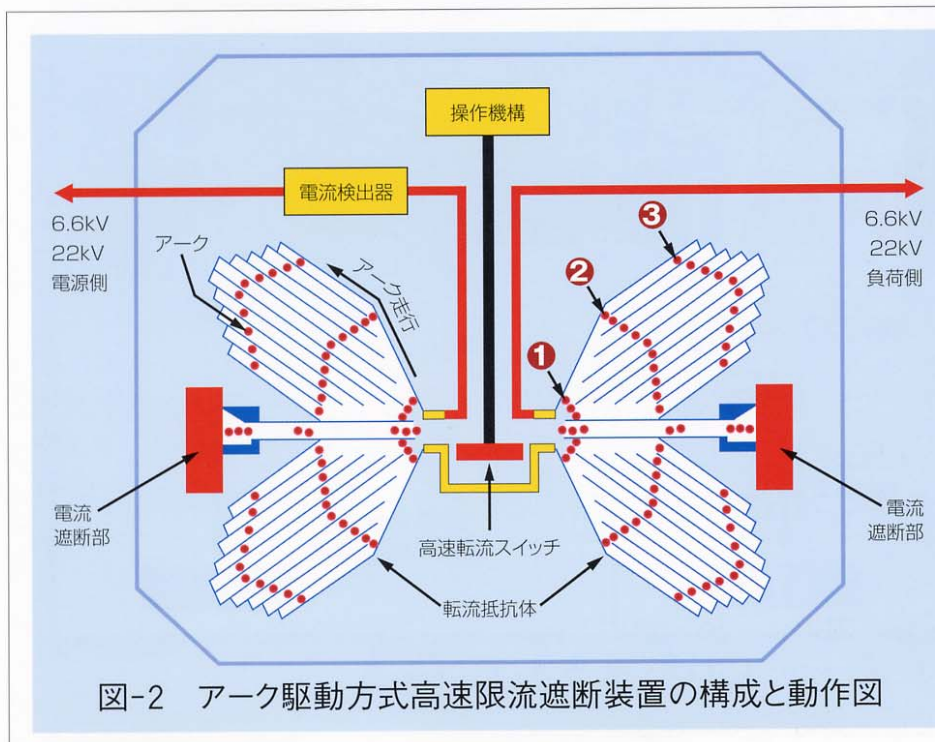 操作機構
電流検出器
6.6kV
22kV
電源側
アーク
アーク走行
❸
❷
❶
6.6kV
22kV
負荷側
電流
遮断部
高速転流スイッチ
転流抵抗体
電流
遮断部
図-2 アーク駆動方式高速限流遮断装置の構成と動作図